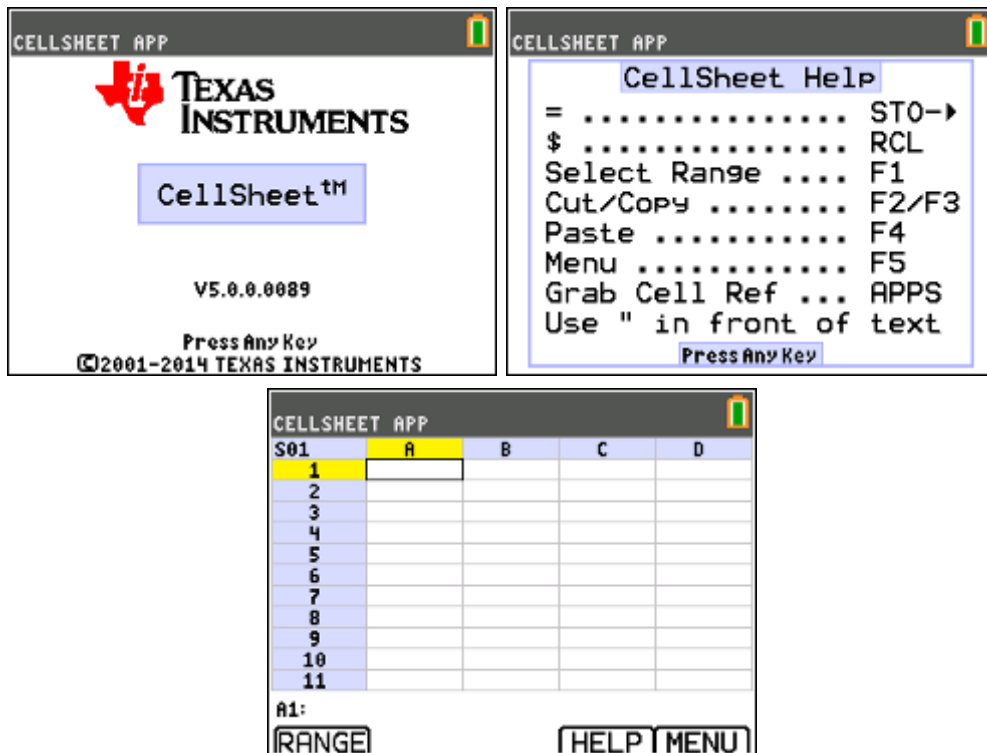 CELLSHEET APP
TEXAS
INSTRUMENTS
CellSheet™
V5.0.0.0089
Press Any Key
©2001-2014 TEXAS INSTRUMENTS
CELLSHEET APP
CellSheet Help
= ............... STO→
$ ............... RCL
Select Range .... F1
Cut/Copy ........ F2/F3
Paste ........... F4
Menu ............ F5
Grab Cell Ref ... APPS
Use " in front of text
Press Any Key
CELLSHEET APP
S01 A B C D
1
2
3
4
5
6
7
8
9
10
11
A1:
RANGE HELP MENU